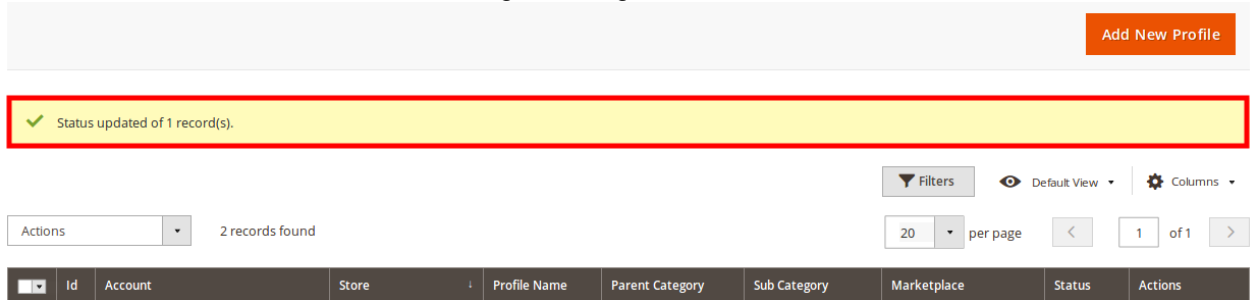 Add New Profile
Status updated of 1 record(s).
Filters Default View Columns
Actions 2 records found 20 per page 1 of 1
Id Account Store ↓ Profile Name Parent Category Sub Category Marketplace Status Actions